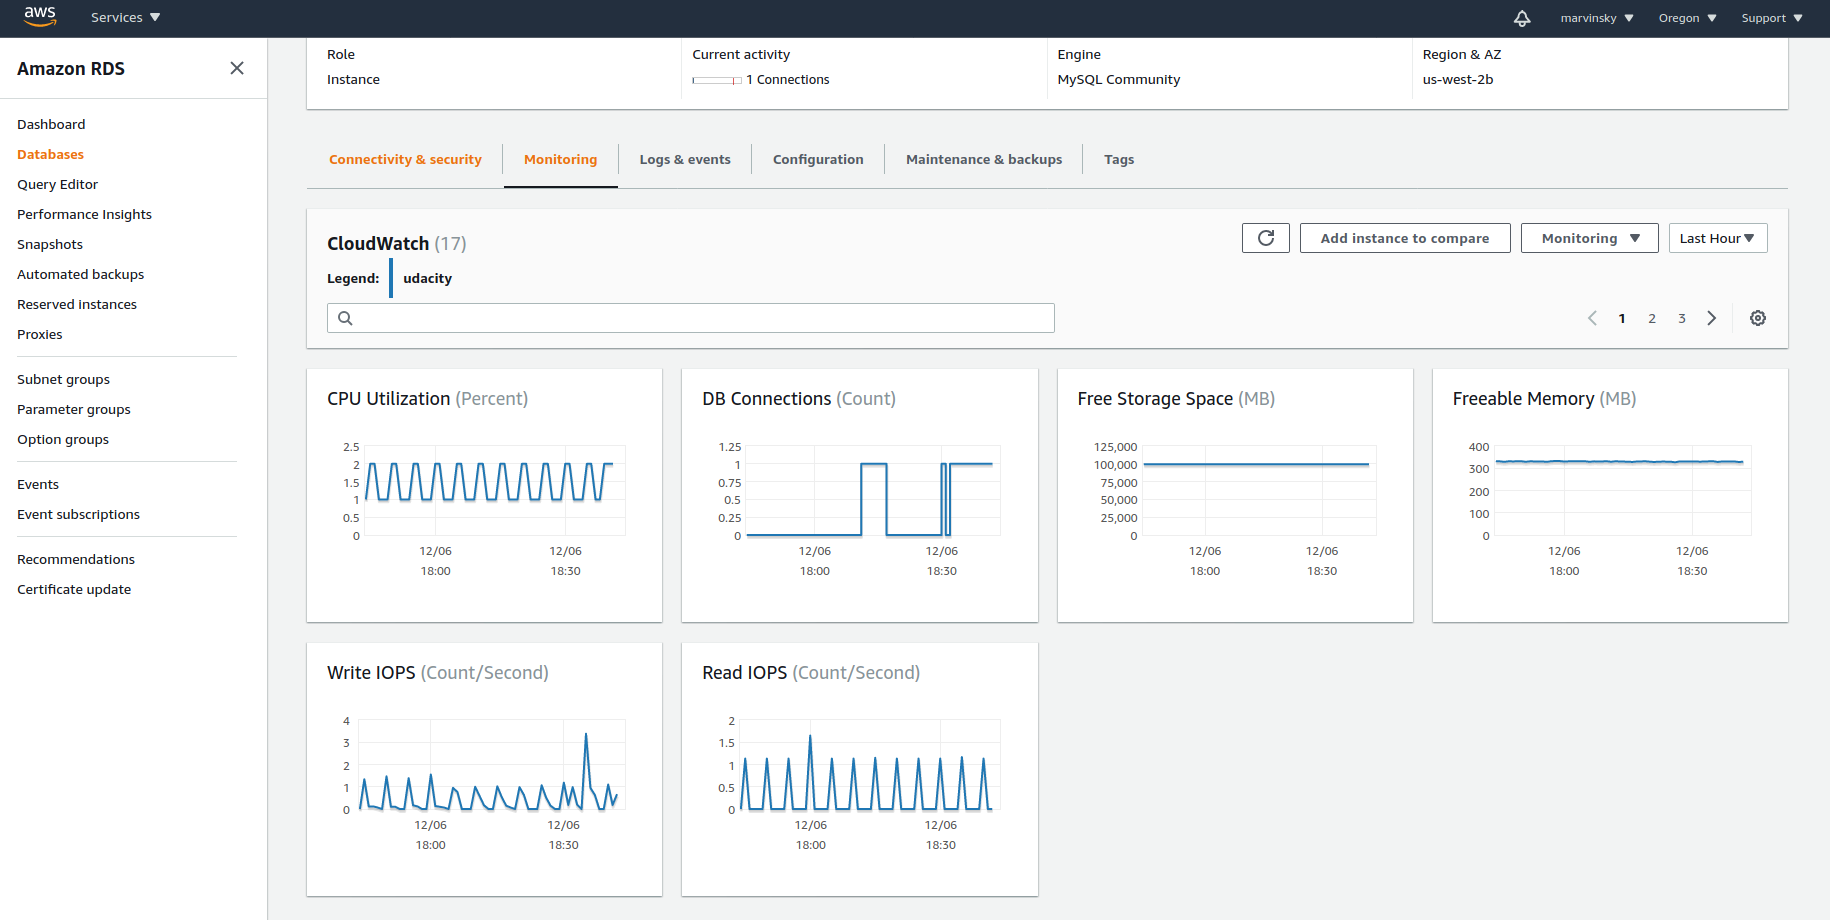 aws Services marvinsky Oregon Support
Amazon RDS
Dashboard
Databases
Query Editor
Performance Insights
Snapshots
Automated backups
Reserved instances
Proxies
Subnet groups
Parameter groups
Option groups
Events
Event subscriptions
Recommendations
Certificate update
Role
Instance
Current activity
1 Connections
Engine
MySQL Community
Region & AZ
us-west-2b
Connectivity & security Monitoring Logs & events Configuration Maintenance & backups Tags
CloudWatch (17)
Add instance to compare Monitoring Last Hour
Legend: udacity
1 2 3
CPU Utilization (Percent)
2.5
2
1.5
1
0.5
0
12/06 12/06
18:00 18:30
DB Connections (Count)
1.25
1
0.75
0.5
0.25
0
12/06 12/06
18:00 18:30
Free Storage Space (MB)
125,000
100,000
75,000
50,000
25,000
0
12/06 12/06
18:00 18:30
Freeable Memory (MB)
400
300
200
100
0
12/06 12/06
18:00 18:30
Write IOPS (Count/Second)
4
3
2
1
0
12/06 12/06
18:00 18:30
Read IOPS (Count/Second)
2
1.5
1
0.5
0
12/06 12/06
18:00 18:30